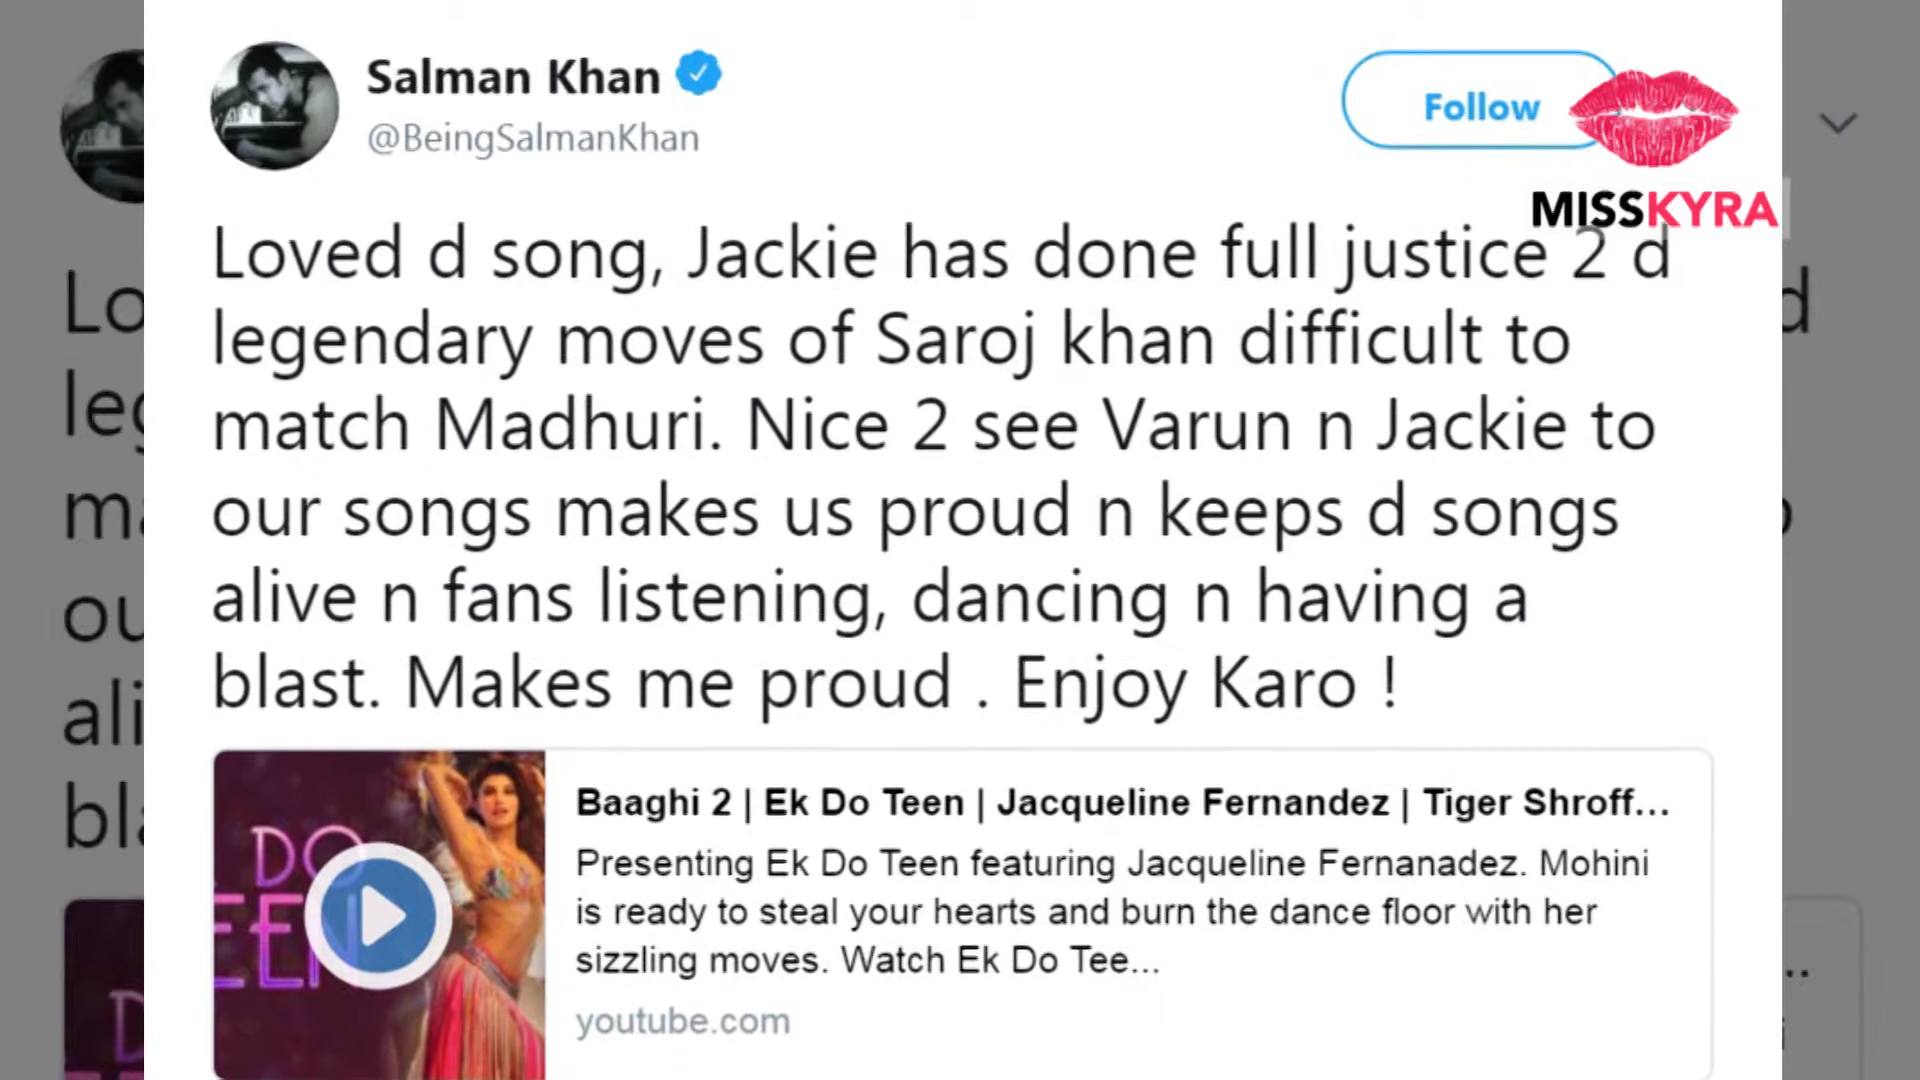 Salman Khan
@BeingSalmanKhan
Follow
MISSKYRA
Loved d song, Jackie has done full justice 2 d
legendary moves of Saroj khan difficult to
match Madhuri. Nice 2 see Varun n Jackie to
our songs makes us proud n keeps d songs
alive n fans listening, dancing n having a
blast. Makes me proud . Enjoy Karo !
DO
EEN
Baaghi 2 | Ek Do Teen | Jacqueline Fernandez | Tiger Shroff...
Presenting Ek Do Teen featuring Jacqueline Fernanadez. Mohini
is ready to steal your hearts and burn the dance floor with her
sizzling moves. Watch Ek Do Tee...
youtube.com